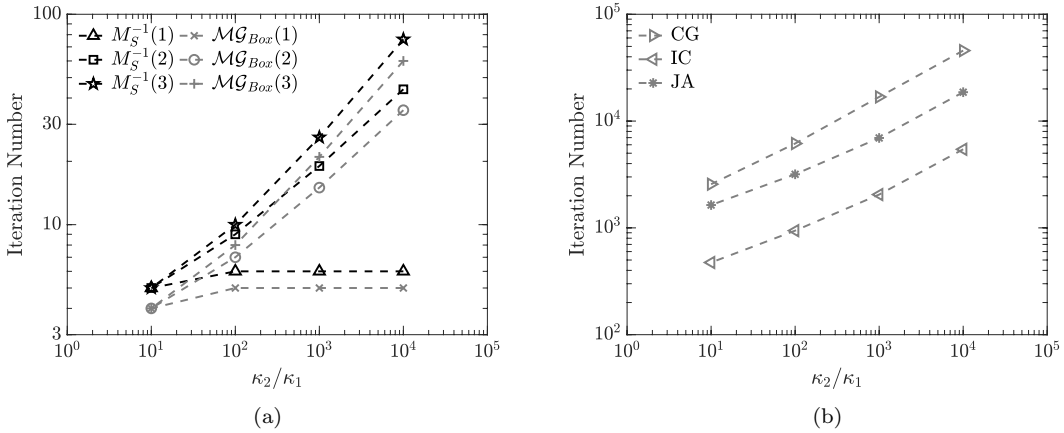 100
30
10
3
Iteration Number
M_S^{-1}(1)
M_S^{-1}(2)
M_S^{-1}(3)
MG_{Box}(1)
MG_{Box}(2)
MG_{Box}(3)
10^0 10^1 10^2 10^3 10^4 10^5
κ_2/κ_1
(a)
10^5
10^4
10^3
10^2
Iteration Number
CG
IC
JA
10^0 10^1 10^2 10^3 10^4 10^5
κ_2/κ_1
(b)